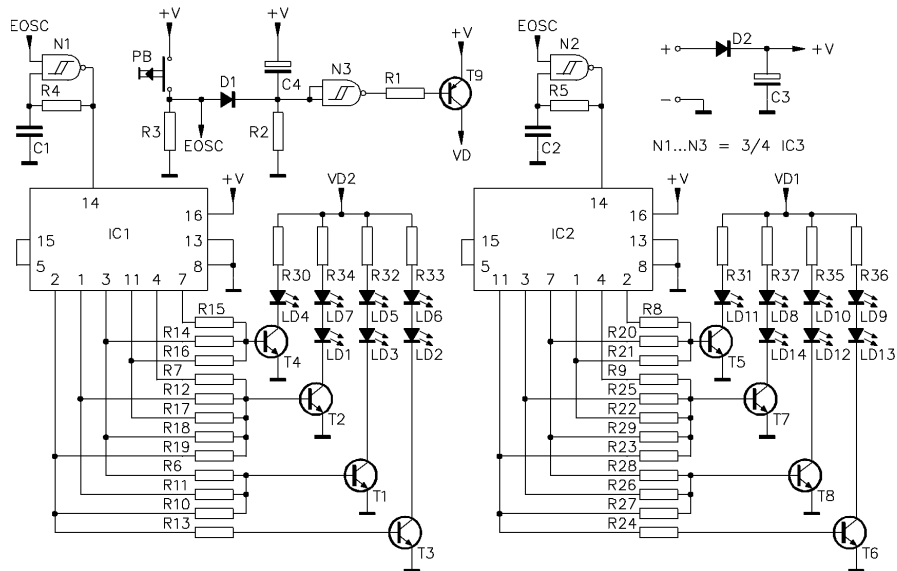 EOSC N1 +V +V +V EOSC N2 D2
PB N3 T9 + +V
R4 D1 C4 R1 R5 C3
C1 R3 EOSC R2 VD C2 −
N1...N3 = 3/4 IC3
+V VD2 +V VD1
14 16 14 16
15 IC1 13 15 IC2 13
5 8 5 8
2 1 3 11 4 7 R30 R34 R32 R33 11 3 7 1 4 2 R31 R37 R35 R36
R15 LD4 LD7 LD5 LD6 R8 LD11 LD8 LD10 LD9
R14 LD1 LD3 LD2 R20 LD14 LD12 LD13
R16 T4 R21 T5
R7 R9
R12 R25
R17 T2 R22 T7
R18 R29
R19 R23
R6 R28
R11 T1 R26 T8
R10 R27
R13 T3 R24 T6